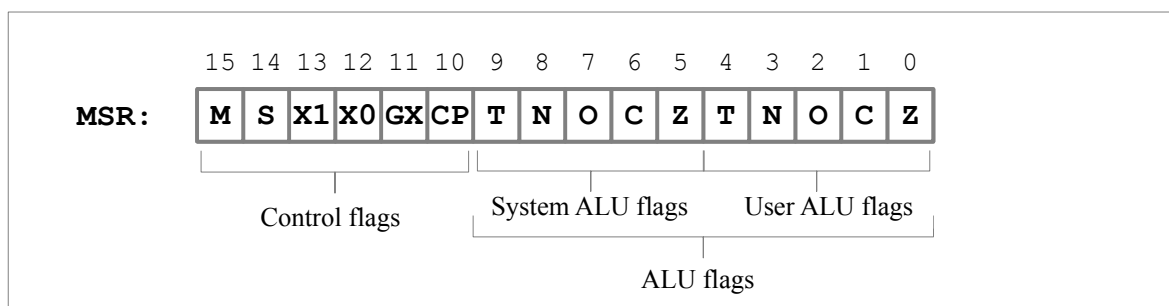 15 14 13 12 11 10 9 8 7 6 5 4 3 2 1 0
MSR: M S X1 X0 GX CP T N O C Z T N O C Z
Control flags System ALU flags User ALU flags
ALU flags